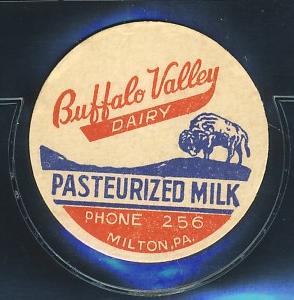 Buffalo Valley
DAIRY
PASTEURIZED MILK
PHONE 256
MILTON, PA.